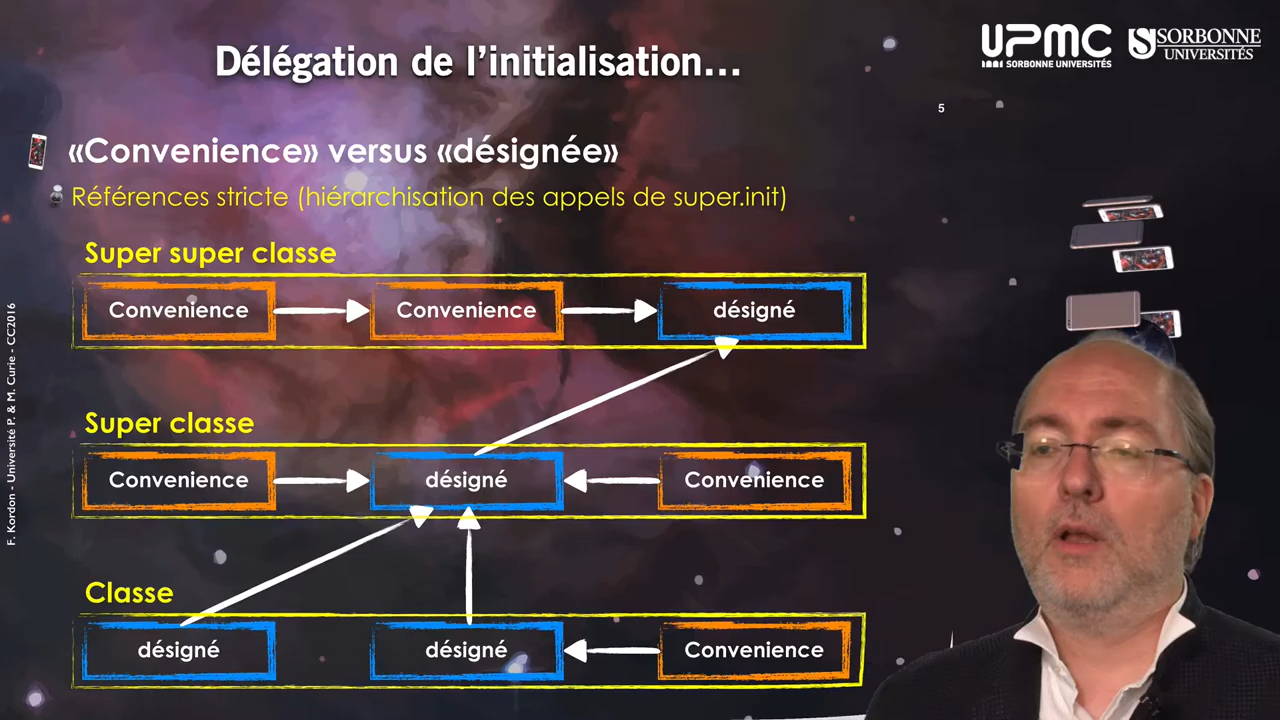 Délégation de l'initialisation...
UPMC
SORBONNE UNIVERSITÉS
SORBONNE
UNIVERSITÉS
5
«Convenience» versus «désignée»
Références stricte (hiérarchisation des appels de super.init)
Super super classe
Convenience
Convenience
désigné
Super classe
Convenience
désigné
Convenience
Classe
désigné
désigné
Convenience
F. Kordon - Université P. & M. Curie - CC2016